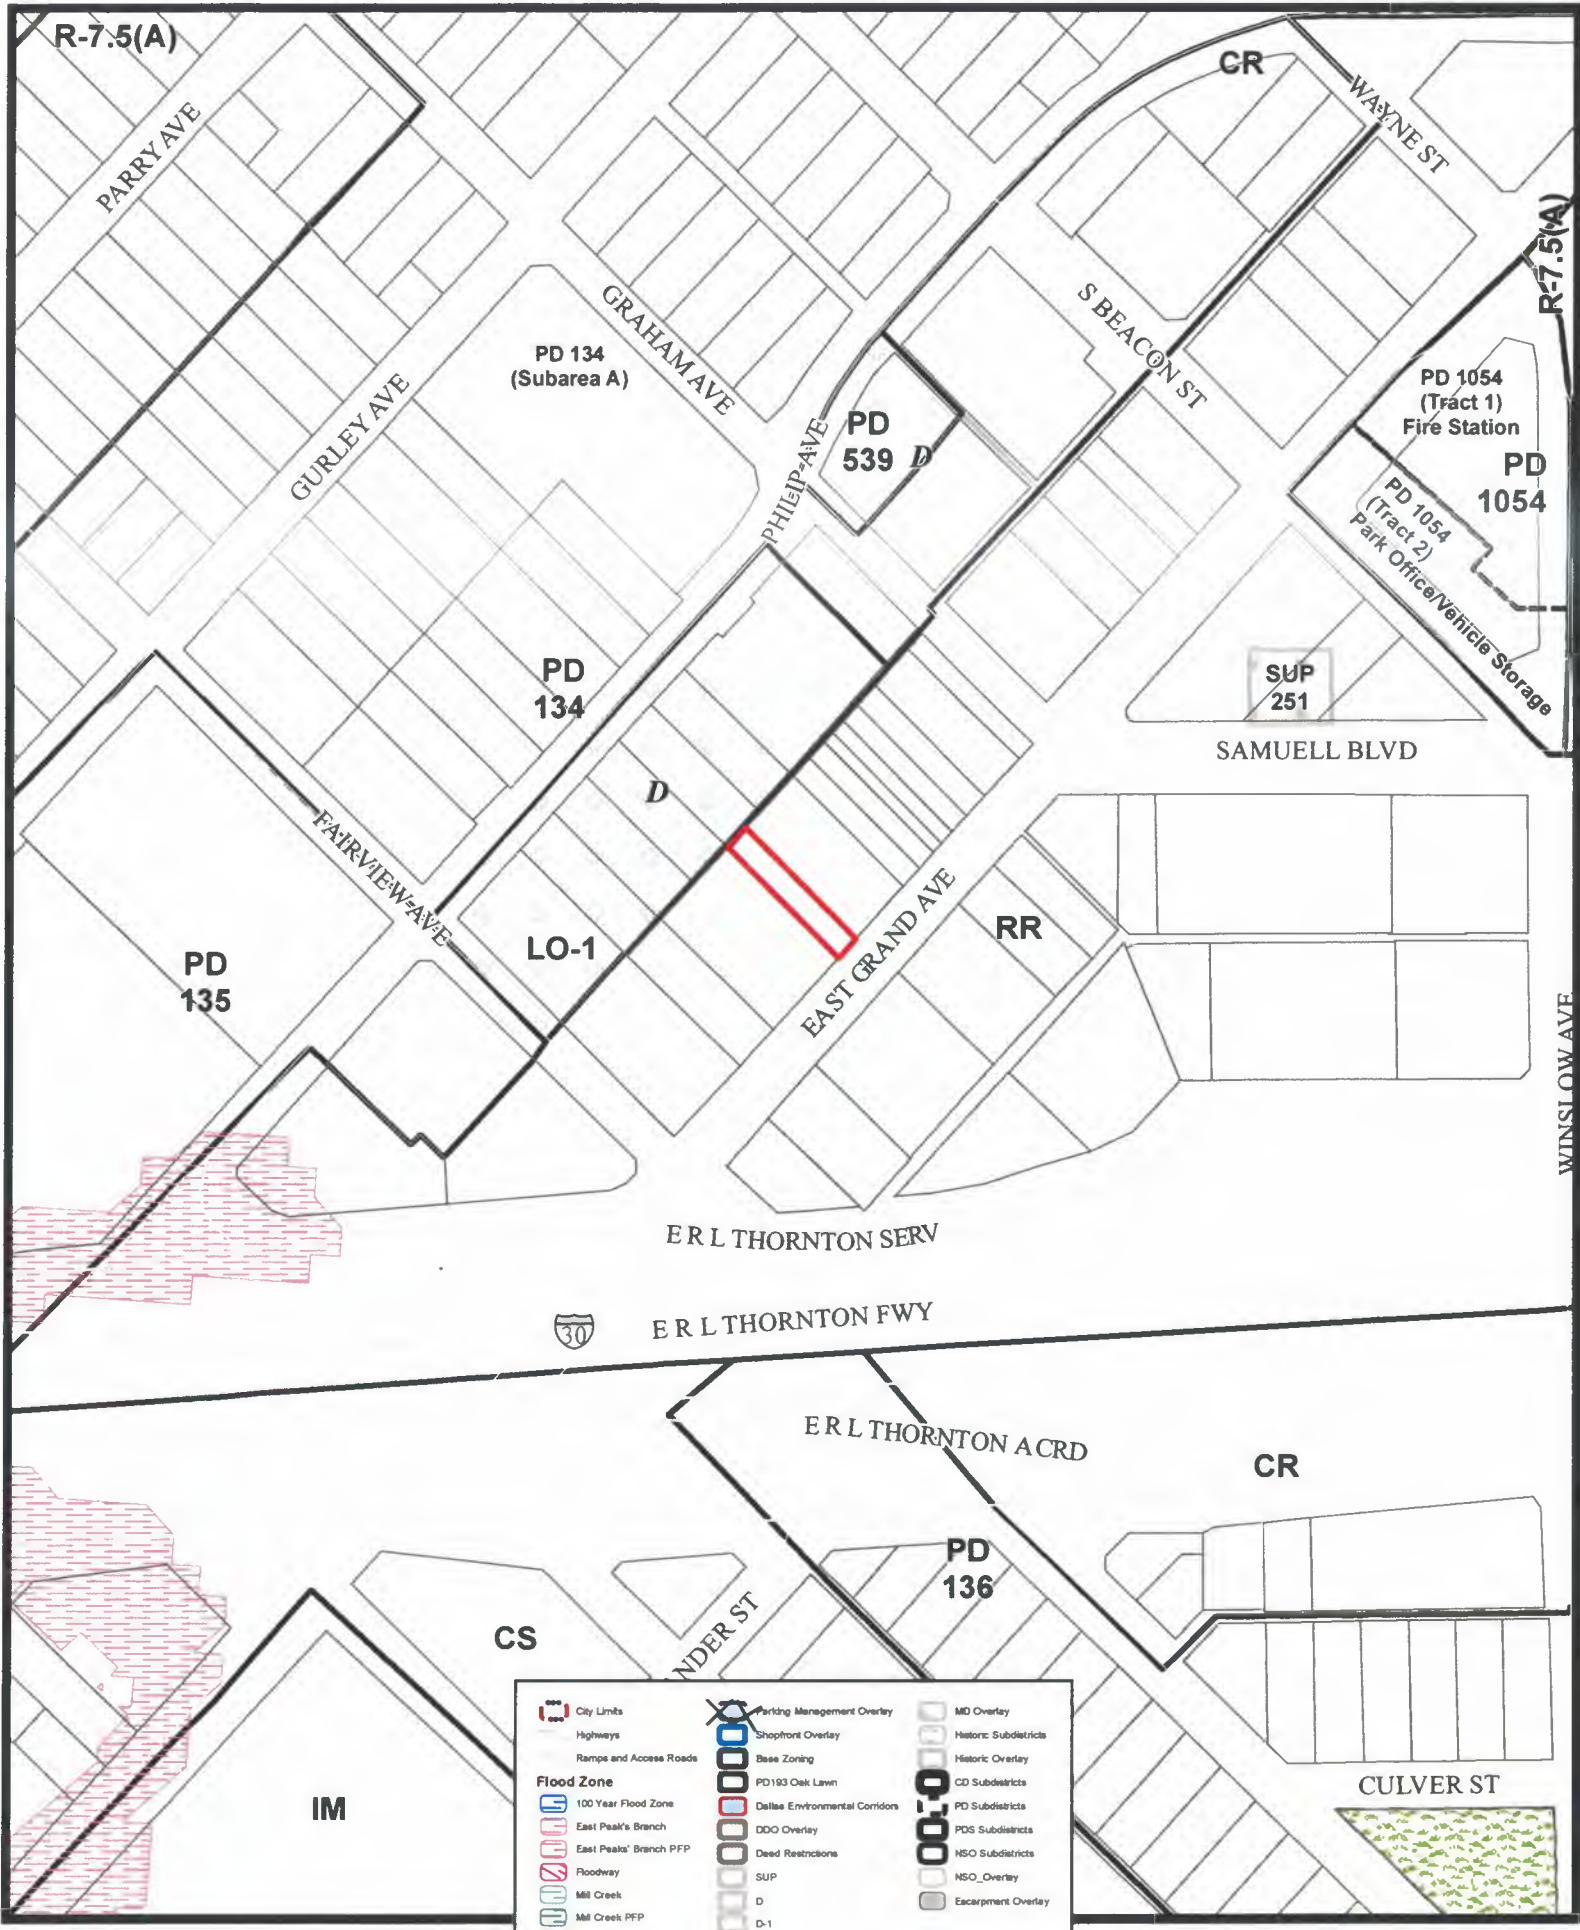 R-7.5(A)
CR
WAYNE ST
PARRY AVE
R-7.5(A)
GRAHAM AVE
S BEACON ST
PD 134
(Subarea A)
PD 1054
(Tract 1)
Fire Station
GURLEY AVE
PHILIP AVE
PD
539
D
PD
1054
PD 1054
(Tract 2)
Park Office/Vehicle Storage
PD
134
SUP
251
SAMUELL BLVD
D
FAIRVIEW AVE
EAST GRAND AVE
RR
LO-1
PD
135
WINSLOW AVE
E R L THORNTON SERV
30
E R L THORNTON FWY
E R L THORNTON ACRD
CR
PD
136
CS
ANDER ST
IM
CULVER ST
City Limits
Highways
Ramps and Access Roads
Flood Zone
100 Year Flood Zone
East Peak's Branch
East Peaks' Branch PFP
Floodway
Mill Creek
Mill Creek PFP
Parking Management Overlay
Shopfront Overlay
Base Zoning
PD193 Oak Lawn
Dallas Environmental Corridors
DDO Overlay
Deed Restrictions
SUP
D
D-1
MD Overlay
Historic Subdistricts
Historic Overlay
CD Subdistricts
PD Subdistricts
PDS Subdistricts
NSO Subdistricts
NSO_Overlay
Escarpment Overlay